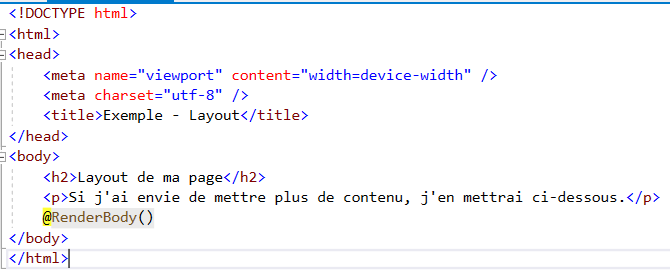 <!DOCTYPE html>
<html>
<head>
    <meta name="viewport" content="width=device-width" />
    <meta charset="utf-8" />
    <title>Exemple - Layout</title>
</head>
<body>
    <h2>Layout de ma page</h2>
    <p>Si j'ai envie de mettre plus de contenu, j'en mettrai ci-dessous.</p>
    @RenderBody()
</body>
</html>